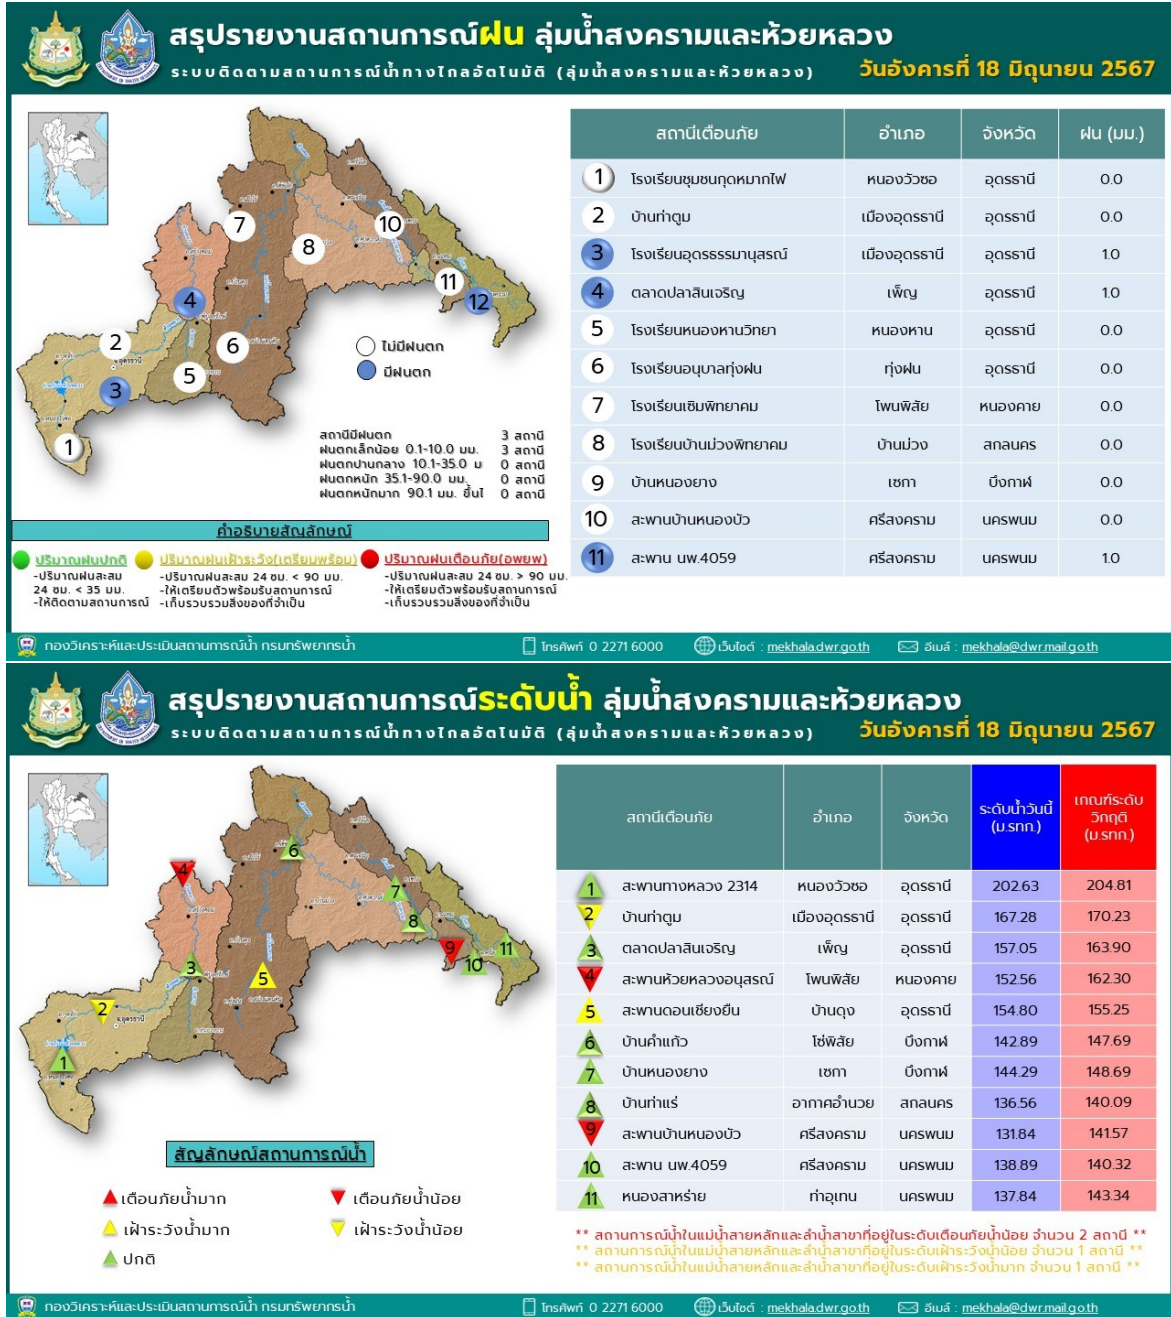 สรุปรายงานสถานการณ์ฝน ลุ่มน้ำสงครามและห้วยหลวง
ระบบติดตามสถานการณ์น้ำทางไกลอัตโนมัติ (ลุ่มน้ำสงครามและห้วยหลวง) วันอังคารที่ 18 มิถุนายน 2567
สถานีเตือนภัย อำเภอ จังหวัด ฝน (มม.)
1 โรงเรียนชุมชนกุดหมากไฟ หนองวัวซอ อุดรธานี 0.0
2 บ้านท่าตูม เมืองอุดรธานี อุดรธานี 0.0
3 โรงเรียนอุดรธรรมานุสรณ์ เมืองอุดรธานี อุดรธานี 1.0
4 ตลาดปลาสินเจริญ เพ็ญ อุดรธานี 1.0
5 โรงเรียนหนองหานวิทยา หนองหาน อุดรธานี 0.0
6 โรงเรียนอนุบาลทุ่งฝน ทุ่งฝน อุดรธานี 0.0
7 โรงเรียนเซิมพิทยาคม โพนพิสัย หนองคาย 0.0
8 โรงเรียนบ้านม่วงพิทยาคม บ้านม่วง สกลนคร 0.0
9 บ้านหนองยาง เซกา บึงกาฬ 0.0
10 สะพานบ้านหนองบัว ศรีสงคราม นครพนม 0.0
11 สะพาน นพ.4059 ศรีสงคราม นครพนม 1.0
7
8
10
11
12
4
2
6
5
3
1
ไม่มีฝนตก
มีฝนตก
สถานีมีฝนตก 3 สถานี
ฝนตกเล็กน้อย 0.1-10.0 มม. 3 สถานี
ฝนตกปานกลาง 10.1-35.0 ม 0 สถานี
ฝนตกหนัก 35.1-90.0 มม. 0 สถานี
ฝนตกหนักมาก 90.1 มม. ขึ้นไ 0 สถานี
คำอธิบายสัญลักษณ์
ปริมาณฝนปกติ
-ปริมาณฝนสะสม
24 ชม. < 35 มม.
-ให้ติดตามสถานการณ์
ปริมาณฝนเฝ้าระวัง(เตรียมพร้อม)
-ปริมาณฝนสะสม 24 ชม. < 90 มม.
-ให้เตรียมตัวพร้อมรับสถานการณ์
-เก็บรวบรวมสิ่งของที่จำเป็น
ปริมาณฝนเตือนภัย(อพยพ)
-ปริมาณฝนสะสม 24 ชม. > 90 มม.
-ให้เตรียมตัวพร้อมรับสถานการณ์
-เก็บรวบรวมสิ่งของที่จำเป็น
กองวิเคราะห์และประเมินสถานการณ์น้ำ กรมทรัพยากรน้ำ โทรศัพท์ 0 2271 6000 เว็บไซต์ : mekhala.dwr.go.th อีเมล์ : mekhala@dwr.mail.go.th
สรุปรายงานสถานการณ์ระดับน้ำ ลุ่มน้ำสงครามและห้วยหลวง
ระบบติดตามสถานการณ์น้ำทางไกลอัตโนมัติ (ลุ่มน้ำสงครามและห้วยหลวง) วันอังคารที่ 18 มิถุนายน 2567
สถานีเตือนภัย อำเภอ จังหวัด ระดับน้ำวันนี้ (ม.รทก.) เกณฑ์ระดับวิกฤติ (ม.รทก.)
1 สะพานทางหลวง 2314 หนองวัวซอ อุดรธานี 202.63 204.81
2 บ้านท่าตูม เมืองอุดรธานี อุดรธานี 167.28 170.23
3 ตลาดปลาสินเจริญ เพ็ญ อุดรธานี 157.05 163.90
4 สะพานห้วยหลวงอนุสรณ์ โพนพิสัย หนองคาย 152.56 162.30
5 สะพานดอนเชียงยืน บ้านดุง อุดรธานี 154.80 155.25
6 บ้านคำแก้ว โซ่พิสัย บึงกาฬ 142.89 147.69
7 บ้านหนองยาง เซกา บึงกาฬ 144.29 148.69
8 บ้านท่าแร่ อากาศอำนวย สกลนคร 136.56 140.09
9 สะพานบ้านหนองบัว ศรีสงคราม นครพนม 131.84 141.57
10 สะพาน นพ.4059 ศรีสงคราม นครพนม 138.89 140.32
11 หนองสาหร่าย ท่าอุเทน นครพนม 137.84 143.34
6
4
7
8
9
11
10
3
5
2
1
สัญลักษณ์สถานการณ์น้ำ
เตือนภัยน้ำมาก เตือนภัยน้ำน้อย
เฝ้าระวังน้ำมาก เฝ้าระวังน้ำน้อย
ปกติ
** สถานการณ์น้ำในแม่น้ำสายหลักและลำน้ำสาขาที่อยู่ในระดับเตือนภัยน้ำน้อย จำนวน 2 สถานี **
** สถานการณ์น้ำในแม่น้ำสายหลักและลำน้ำสาขาที่อยู่ในระดับเฝ้าระวังน้ำน้อย จำนวน 1 สถานี **
** สถานการณ์น้ำในแม่น้ำสายหลักและลำน้ำสาขาที่อยู่ในระดับเฝ้าระวังน้ำมาก จำนวน 1 สถานี **
กองวิเคราะห์และประเมินสถานการณ์น้ำ กรมทรัพยากรน้ำ โทรศัพท์ 0 2271 6000 เว็บไซต์ : mekhala.dwr.go.th อีเมล์ : mekhala@dwr.mail.go.th